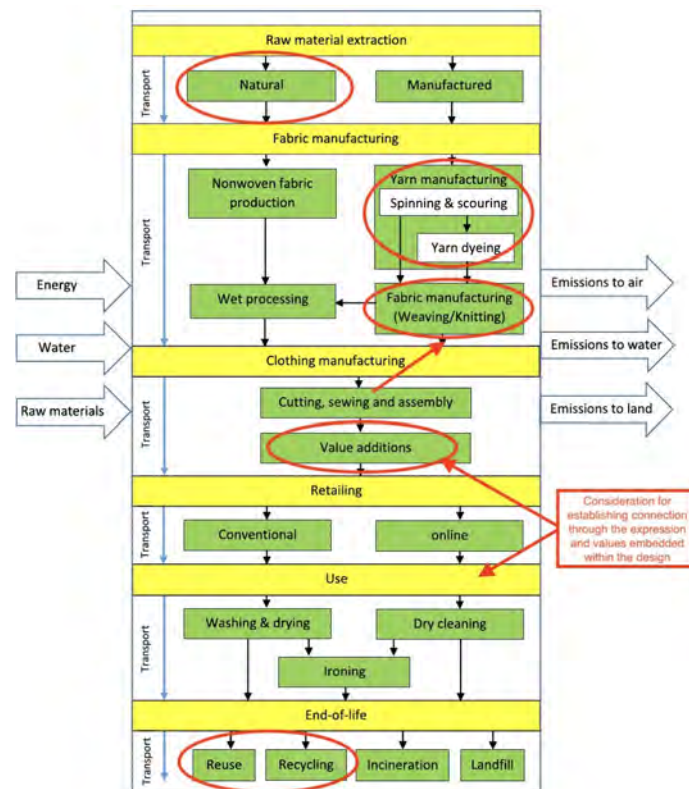 Raw material extraction
Transport
Natural
Manufactured
Fabric manufacturing
Transport
Nonwoven fabric
production
Yarn manufacturing
Spinning & scouring
Yarn dyeing
Wet processing
Fabric manufacturing
(Weaving/Knitting)
Energy
Water
Raw materials
Emissions to air
Emissions to water
Emissions to land
Clothing manufacturing
Transport
Cutting, sewing and assembly
Value additions
Retailing
Transport
Conventional
online
Consideration for
establishing connection
through the expression
and values embedded
within the design
Use
Transport
Washing & drying
Dry cleaning
Ironing
End-of-life
Transport
Reuse
Recycling
Incineration
Landfill